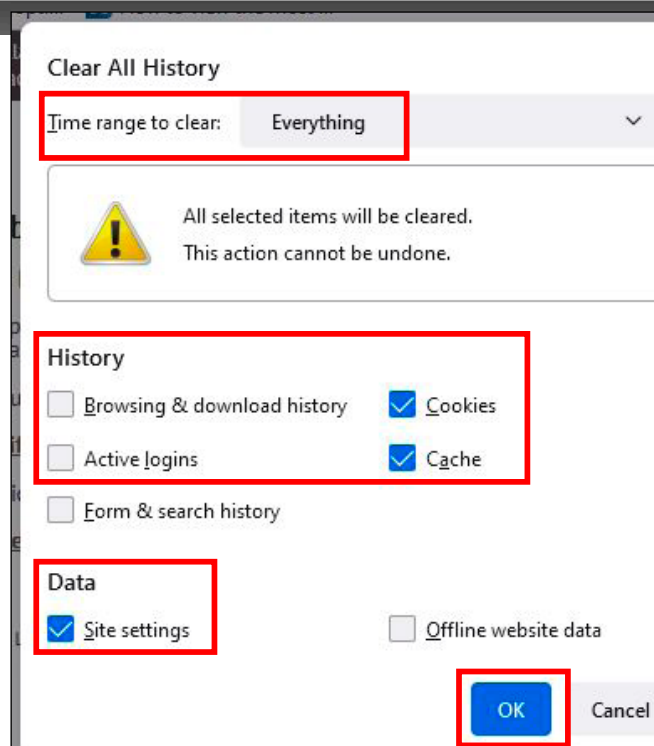 Clear All History
Time range to clear: Everything
All selected items will be cleared.
This action cannot be undone.
History
Browsing & download history Cookies
Active logins Cache
Form & search history
Data
Site settings Offline website data
OK Cancel